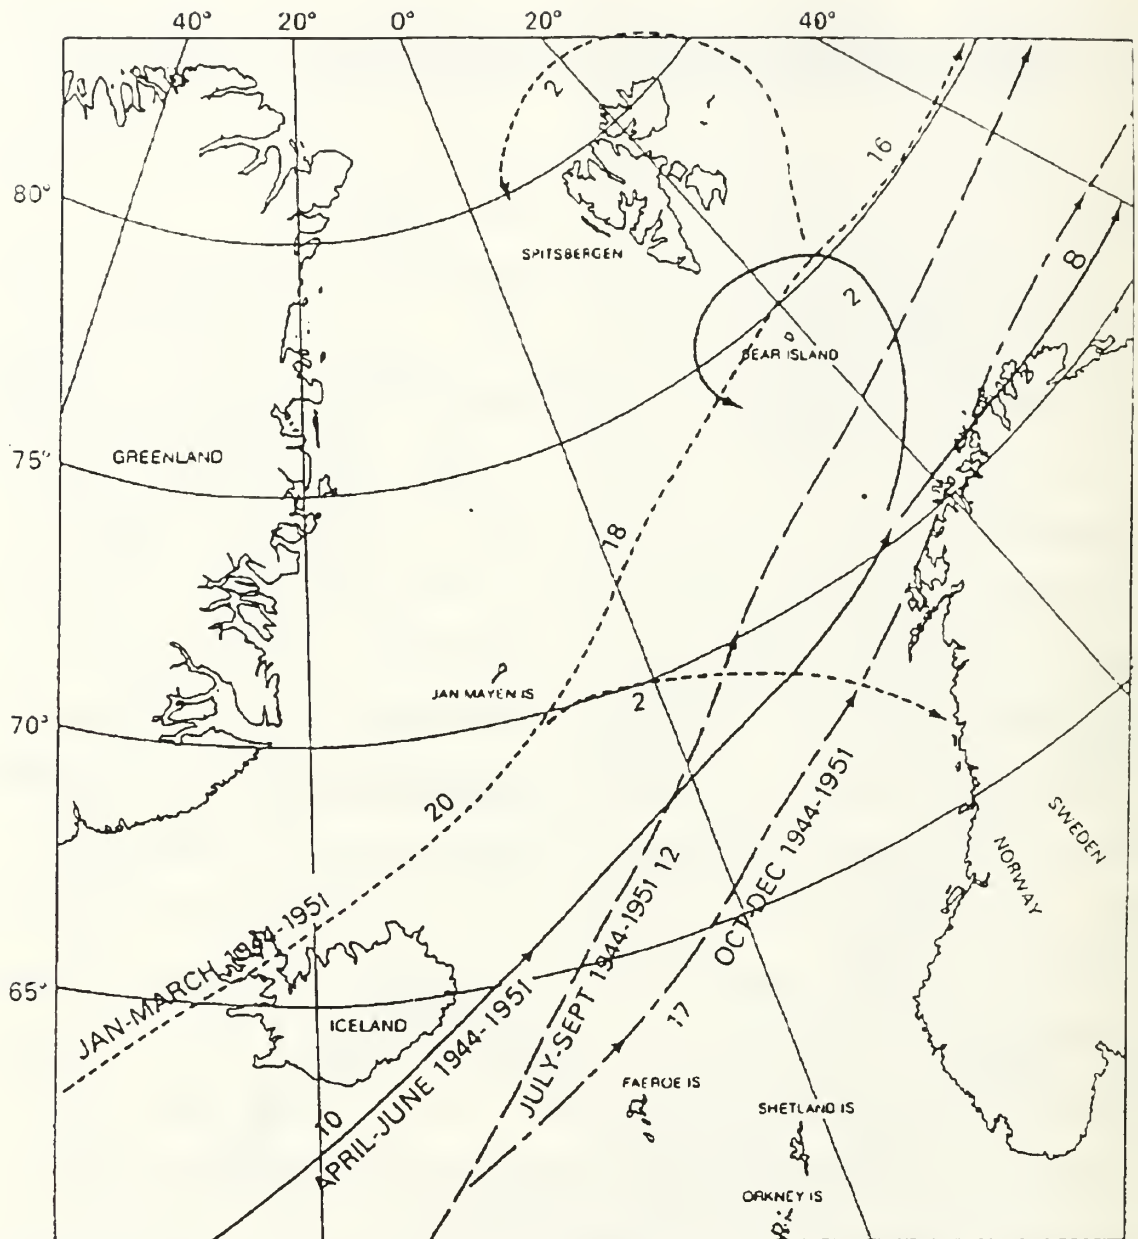 40° 20° 0° 20° 40°
2
16
80°
SPITSBERGEN
8
2
BEAR ISLAND
75°
GREENLAND
18
JAN MAYEN IS
2
70°
20
JAN-MARCH 1944-1951
APRIL-JUNE 1944-1951
10
JULY-SEPT 1944-1951 12
OCT-DEC 1944-1951
17
SWEDEN
NORWAY
65°
ICELAND
FAEROE IS
SHETLAND IS
ORKNEY IS